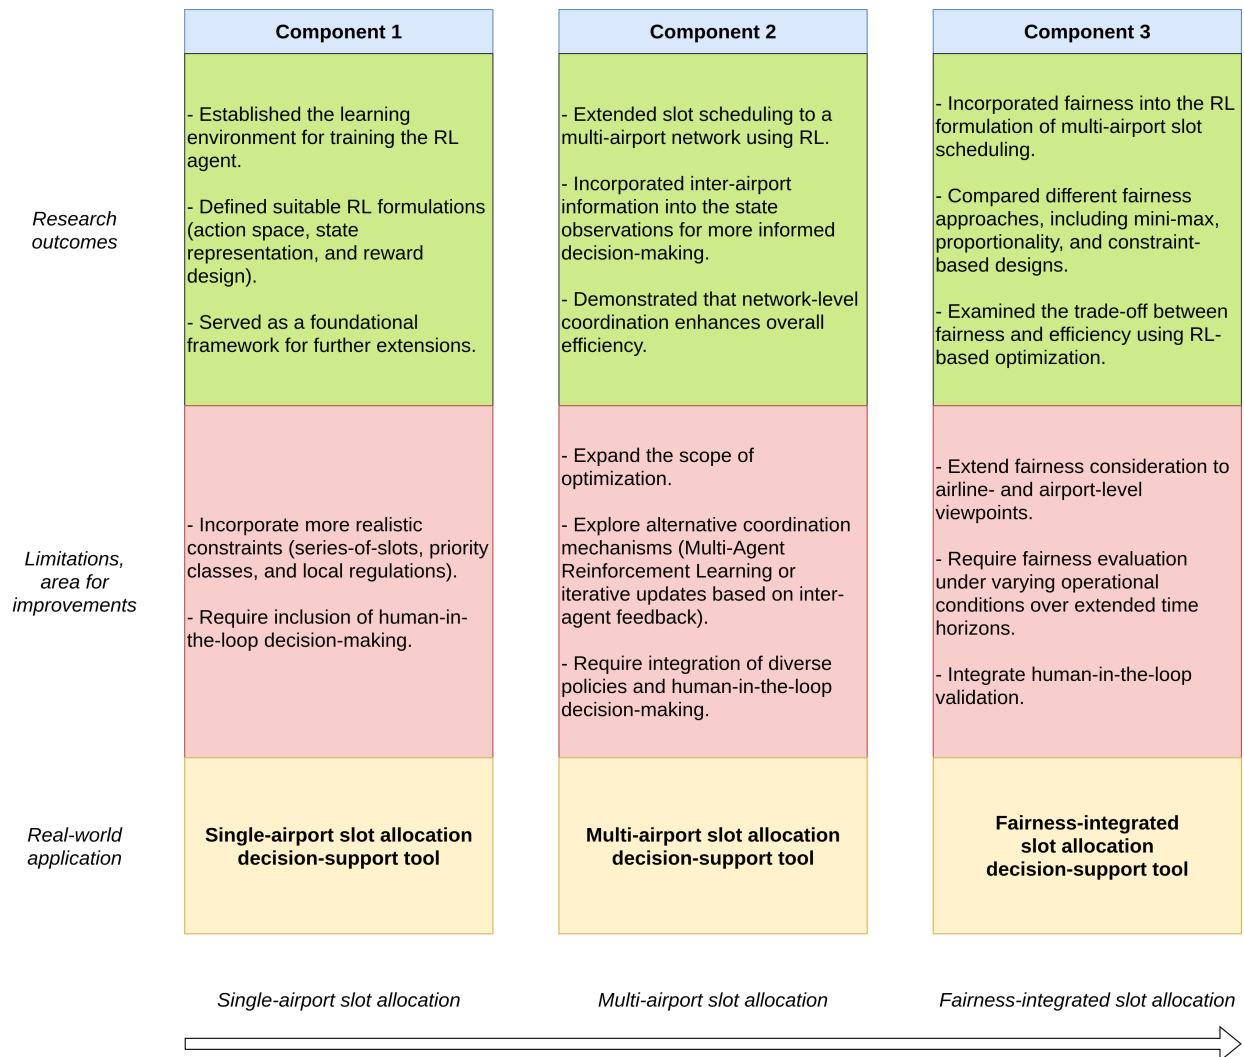 Component 1
Component 2
Component 3
Research
outcomes
- Established the learning
environment for training the RL
agent.
- Defined suitable RL formulations
(action space, state
representation, and reward
design).
- Served as a foundational
framework for further extensions.
- Extended slot scheduling to a
multi-airport network using RL.
- Incorporated inter-airport
information into the state
observations for more informed
decision-making.
- Demonstrated that network-level
coordination enhances overall
efficiency.
- Incorporated fairness into the RL
formulation of multi-airport slot
scheduling.
- Compared different fairness
approaches, including mini-max,
proportionality, and constraint-
based designs.
- Examined the trade-off between
fairness and efficiency using RL-
based optimization.
Limitations,
area for
improvements
- Incorporate more realistic
constraints (series-of-slots, priority
classes, and local regulations).
- Require inclusion of human-in-
the-loop decision-making.
- Expand the scope of
optimization.
- Explore alternative coordination
mechanisms (Multi-Agent
Reinforcement Learning or
iterative updates based on inter-
agent feedback).
- Require integration of diverse
policies and human-in-the-loop
decision-making.
- Extend fairness consideration to
airline- and airport-level
viewpoints.
- Require fairness evaluation
under varying operational
conditions over extended time
horizons.
- Integrate human-in-the-loop
validation.
Real-world
application
Single-airport slot allocation
decision-support tool
Multi-airport slot allocation
decision-support tool
Fairness-integrated
slot allocation
decision-support tool
Single-airport slot allocation
Multi-airport slot allocation
Fairness-integrated slot allocation